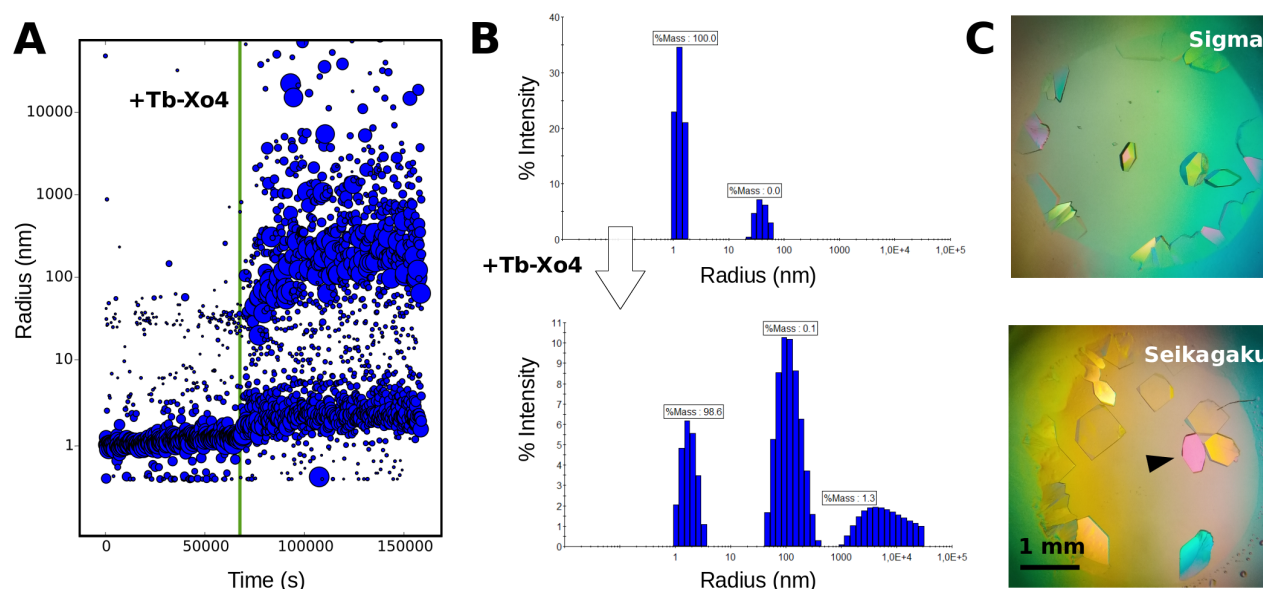 A
+Tb-Xo4
Radius (nm)
10000
1000
100
10
1
0
50000
100000
150000
Time (s)
B
% Intensity
40
30
20
10
0
%Mass : 100.0
%Mass : 0.0
1
10
100
1000
1,0E+4
1,0E+5
Radius (nm)
+Tb-Xo4
% Intensity
11
10
9
8
7
6
5
4
3
2
1
0
%Mass : 98.6
%Mass : 0.1
%Mass : 1.3
1
10
100
1000
1,0E+4
1,0E+5
Radius (nm)
C
Sigma
Seikagaku
1 mm